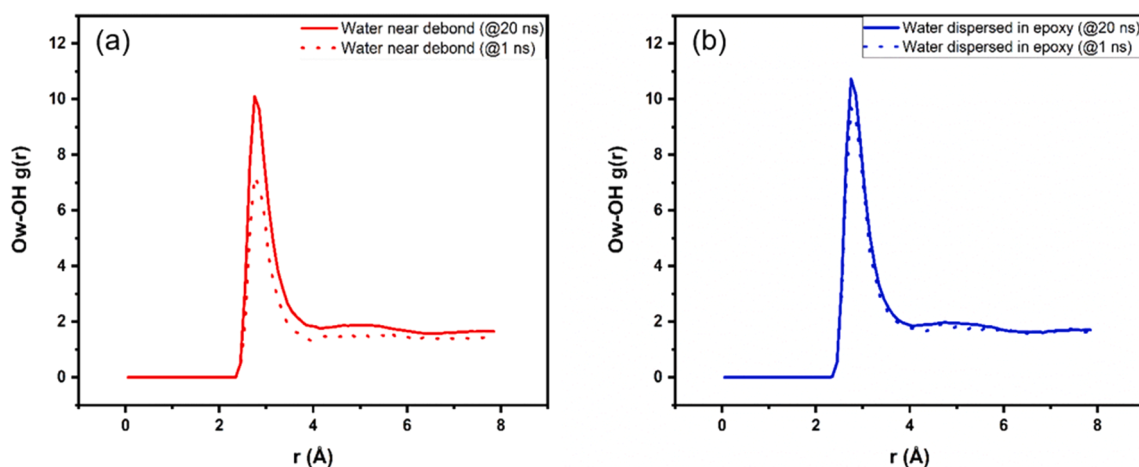 (a)
Water near debond (@20 ns)
Water near debond (@1 ns)
12
10
8
6
4
2
0
Ow-OH g(r)
0 2 4 6 8
r (Å)
(b)
Water dispersed in epoxy (@20 ns)
Water dispersed in epoxy (@1 ns)
12
10
8
6
4
2
0
Ow-OH g(r)
0 2 4 6 8
r (Å)